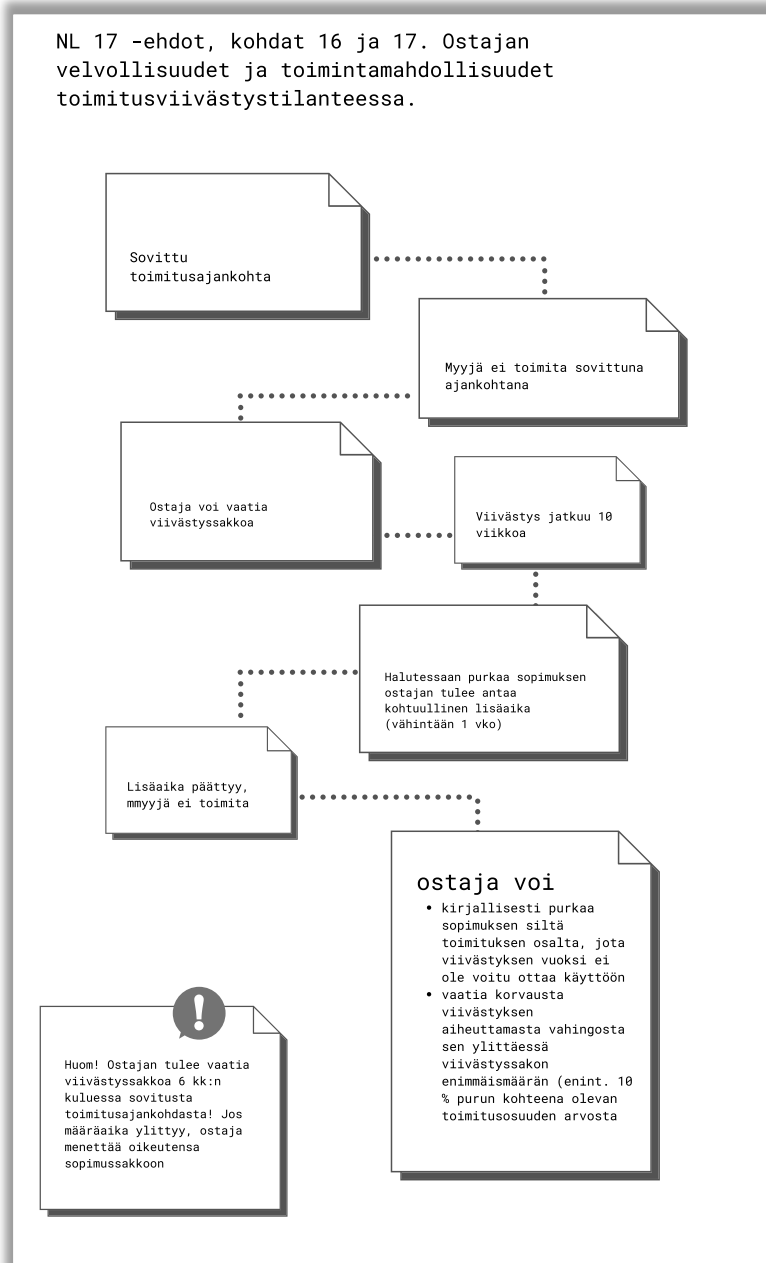 NL 17 -ehdot, kohdat 16 ja 17. Ostajan
velvollisuudet ja toimintamahdollisuudet
toimitusviivästystilanteessa.
Sovittu
toimitusajankohta
Myyjä ei toimita sovittuna
ajankohtana
Ostaja voi vaatia
viivästyssakkoa
Viivästys jatkuu 10
viikkoa
Halutessaan purkaa sopimuksen
ostajan tulee antaa
kohtuullinen lisäaika
(vähintään 1 vko)
Lisäaika päättyy,
mmyyjä ei toimita
ostaja voi
• kirjallisesti purkaa
sopimuksen siltä
toimituksen osalta, jota
viivästyksen vuoksi ei
ole voitu ottaa käyttöön
• vaatia korvausta
viivästyksen
aiheuttamasta vahingosta
sen ylittäessä
viivästyssakon
enimmäismäärän (enint. 10
% purun kohteena olevan
toimitusosuuden arvosta
Huom! Ostajan tulee vaatia
viivästyssakkoa 6 kk:n
kuluessa sovitusta
toimitusajankohdasta! Jos
määräaika ylittyy, ostaja
menettää oikeutensa
sopimussakkoon